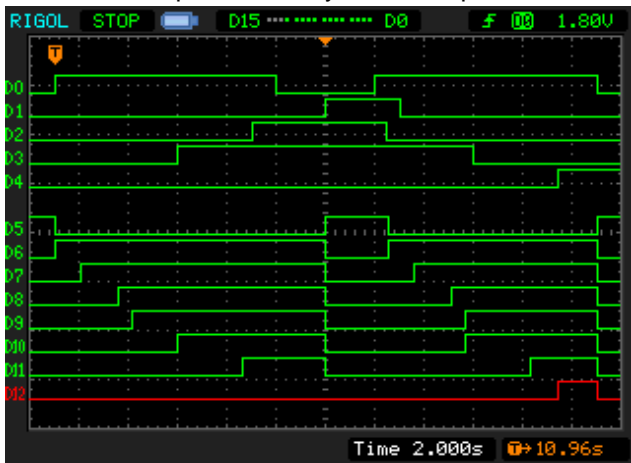 RIGOL STOP D15 D0 D0 1.80V
T
D0
D1
D2
D3
D4
D5
D6
D7
D8
D9
D10
D11
D12
Time 2.000s T→10.96s